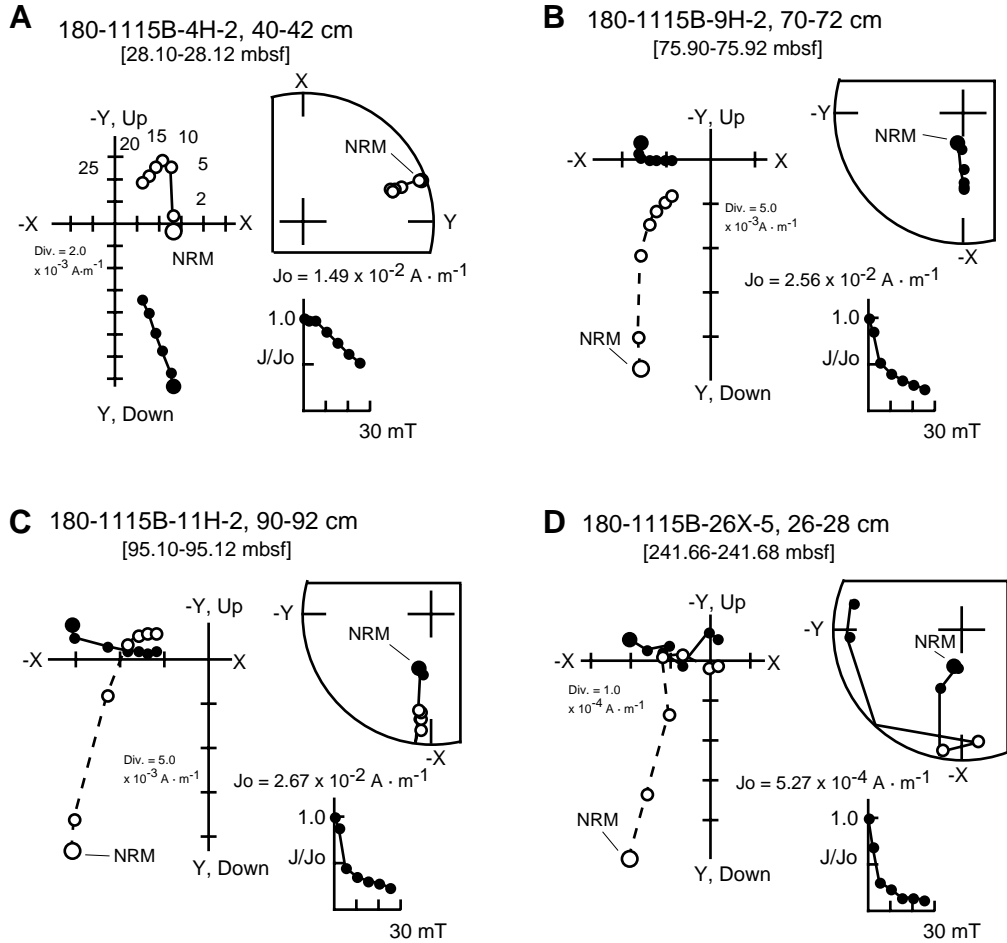 A
180-1115B-4H-2, 40-42 cm
[28.10-28.12 mbsf]
-Y, Up
20 15 10
25 5
2
-X X
Div. = 2.0
x 10-3 A·m-1
NRM
Y, Down
X
NRM
Y
Jo = 1.49 x 10-2 A · m-1
1.0
J/Jo
30 mT
B
180-1115B-9H-2, 70-72 cm
[75.90-75.92 mbsf]
-Y, Up
-X X
Div. = 5.0
x 10-3A·m-1
NRM
Y, Down
-Y
NRM
-X
Jo = 2.56 x 10-2 A · m-1
1.0
J/Jo
30 mT
C
180-1115B-11H-2, 90-92 cm
[95.10-95.12 mbsf]
-Y, Up
-X X
Div. = 5.0
x 10-3 A · m-1
NRM
Y, Down
-Y
NRM
-X
Jo = 2.67 x 10-2 A · m-1
1.0
J/Jo
30 mT
D
180-1115B-26X-5, 26-28 cm
[241.66-241.68 mbsf]
-Y, Up
-X X
Div. = 1.0
x 10-4 A·m-1
NRM
Y, Down
-Y
NRM
-X
Jo = 5.27 x 10-4 A · m-1
1.0
J/Jo
30 mT